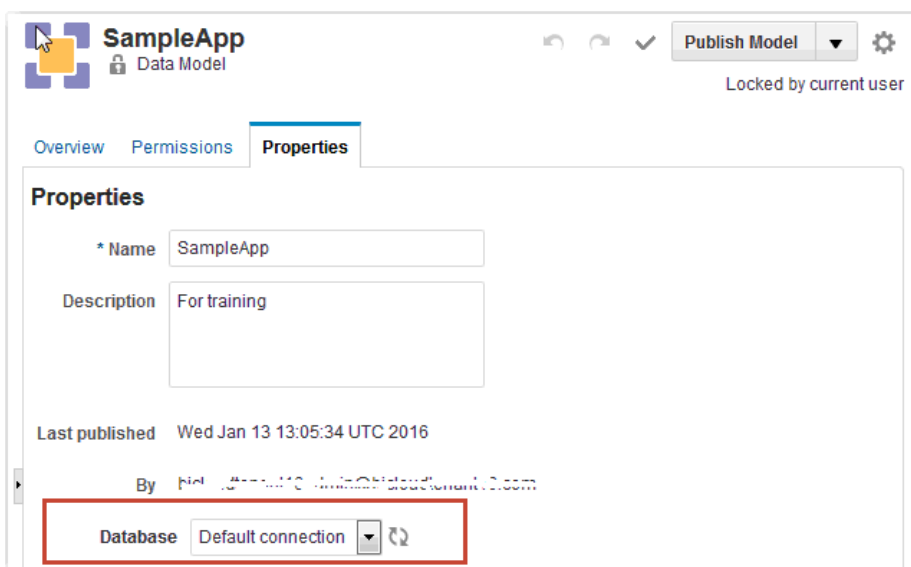 SampleApp
Data Model
Publish Model
Locked by current user
Overview Permissions Properties
Properties
* Name SampleApp
Description For training
Last published Wed Jan 13 13:05:34 UTC 2016
By
Database Default connection